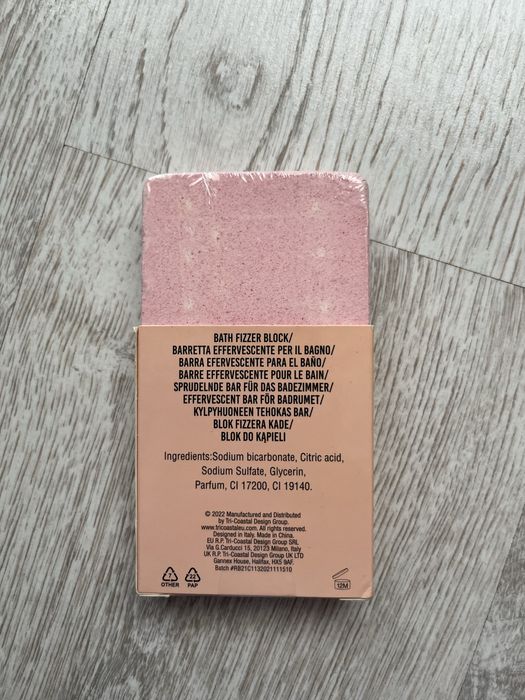 BATH FIZZER BLOCK/
BARRETTA EFFERVESCENTE PER IL BAGNO/
BARRA EFERVESCENTE PARA EL BAÑO/
BARRE EFFERVESCENTE POUR LE BAIN/
SPRUDELNDE BAR FÜR DAS BADEZIMMER/
EFFERVESCENT BAR FÖR BADRUMET/
KYLPYHUONEEN TEHOKAS BAR/
BLOK FIZZERA KADE/
BLOK DO KĄPIELI
Ingredients:Sodium bicarbonate, Citric acid,
Sodium Sulfate, Glycerin,
Parfum, CI 17200, CI 19140.
© 2022 Manufactured and Distributed
by Tri-Coastal Design Group.
www.tricoastaleu.com. All rights reserved.
Designed in Italy. Made in China.
EU R.P. Tri-Coastal Design Group SRL
Via G.Carducci 15, 20123 Milano, Italy
UK R.P. Tri-Coastal Design Group UK LTD
Gannex House, Halifax, HX5 9AF.
Batch #RB21C1132021111510
7
OTHER
22
PAP
12M